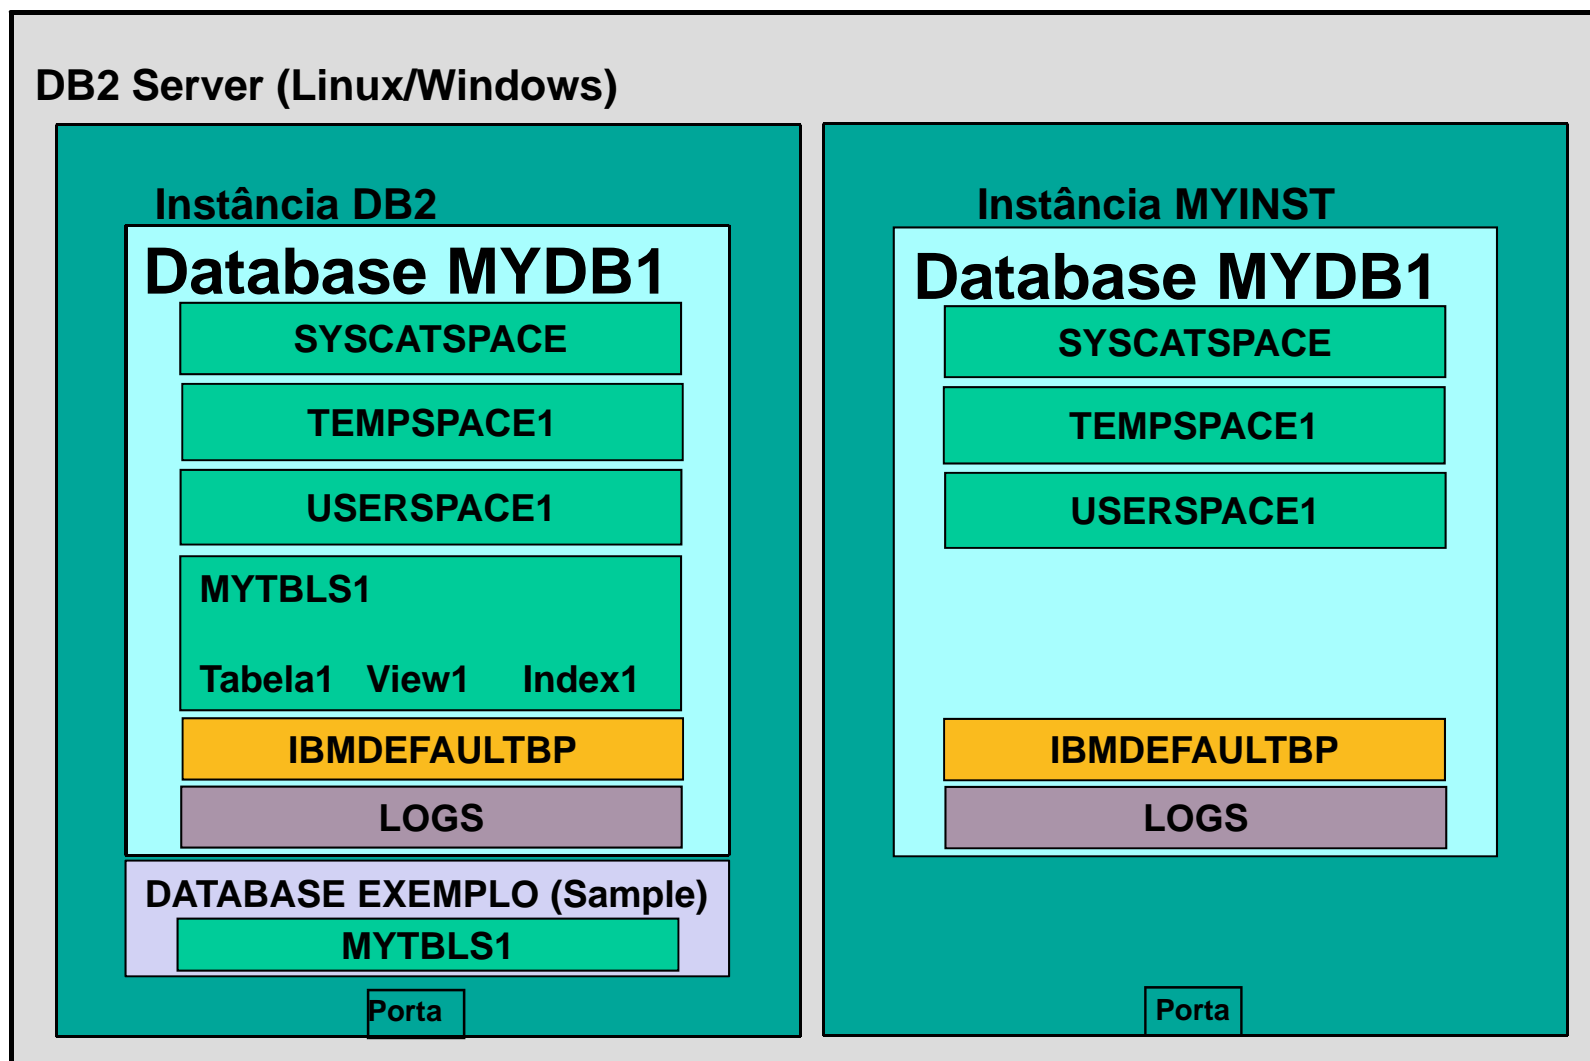 DB2 Server (Linux/Windows)
Instância DB2
Database MYDB1
SYSCATSPACE
TEMPSPACE1
USERSPACE1
MYTBLS1
Tabela1 View1 Index1
IBMDEFAULTBP
LOGS
DATABASE EXEMPLO (Sample)
MYTBLS1
Porta
Instância MYINST
Database MYDB1
SYSCATSPACE
TEMPSPACE1
USERSPACE1
IBMDEFAULTBP
LOGS
Porta